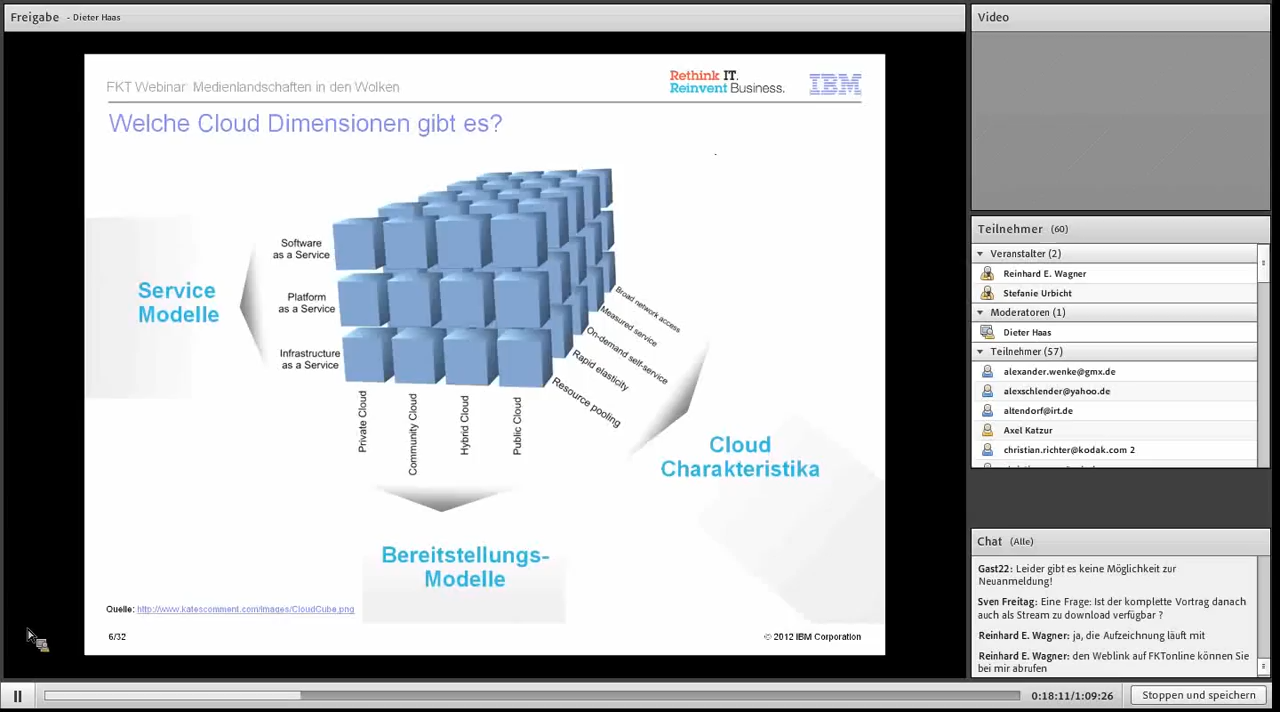 Freigabe - Dieter Haas
FKT Webinar Medienlandschaften in den Wolken
Rethink IT.
Reinvent Business.
IBM
Welche Cloud Dimensionen gibt es?
Software
as a Service
Platform
as a Service
Infrastructure
as a Service
Service
Modelle
Private Cloud
Community Cloud
Hybrid Cloud
Public Cloud
Broad network access
Measured service
On-demand self-service
Rapid elasticity
Resource pooling
Cloud
Charakteristika
Bereitstellungs-
Modelle
Quelle: http://www.katescomment.com/images/CloudCube.png
6/32
© 2012 IBM Corporation
Video
Teilnehmer (60)
Veranstalter (2)
Reinhard E. Wagner
Stefanie Urbicht
Moderatoren (1)
Dieter Haas
Teilnehmer (57)
alexander.wenke@gmx.de
alexschlender@yahoo.de
altendorf@irt.de
Axel Katzur
christian.richter@kodak.com 2
Chat (Alle)
Gast22: Leider gibt es keine Möglichkeit zur
Neuanmeldung!
Sven Freitag: Eine Frage: Ist der komplette Vortrag danach
auch als Stream zu download verfügbar ?
Reinhard E. Wagner: ja, die Aufzeichnung läuft mit
Reinhard E. Wagner: den Weblink auf FKTonline können Sie
bei mir abrufen
0:18:11/1:09:26
Stoppen und speichern